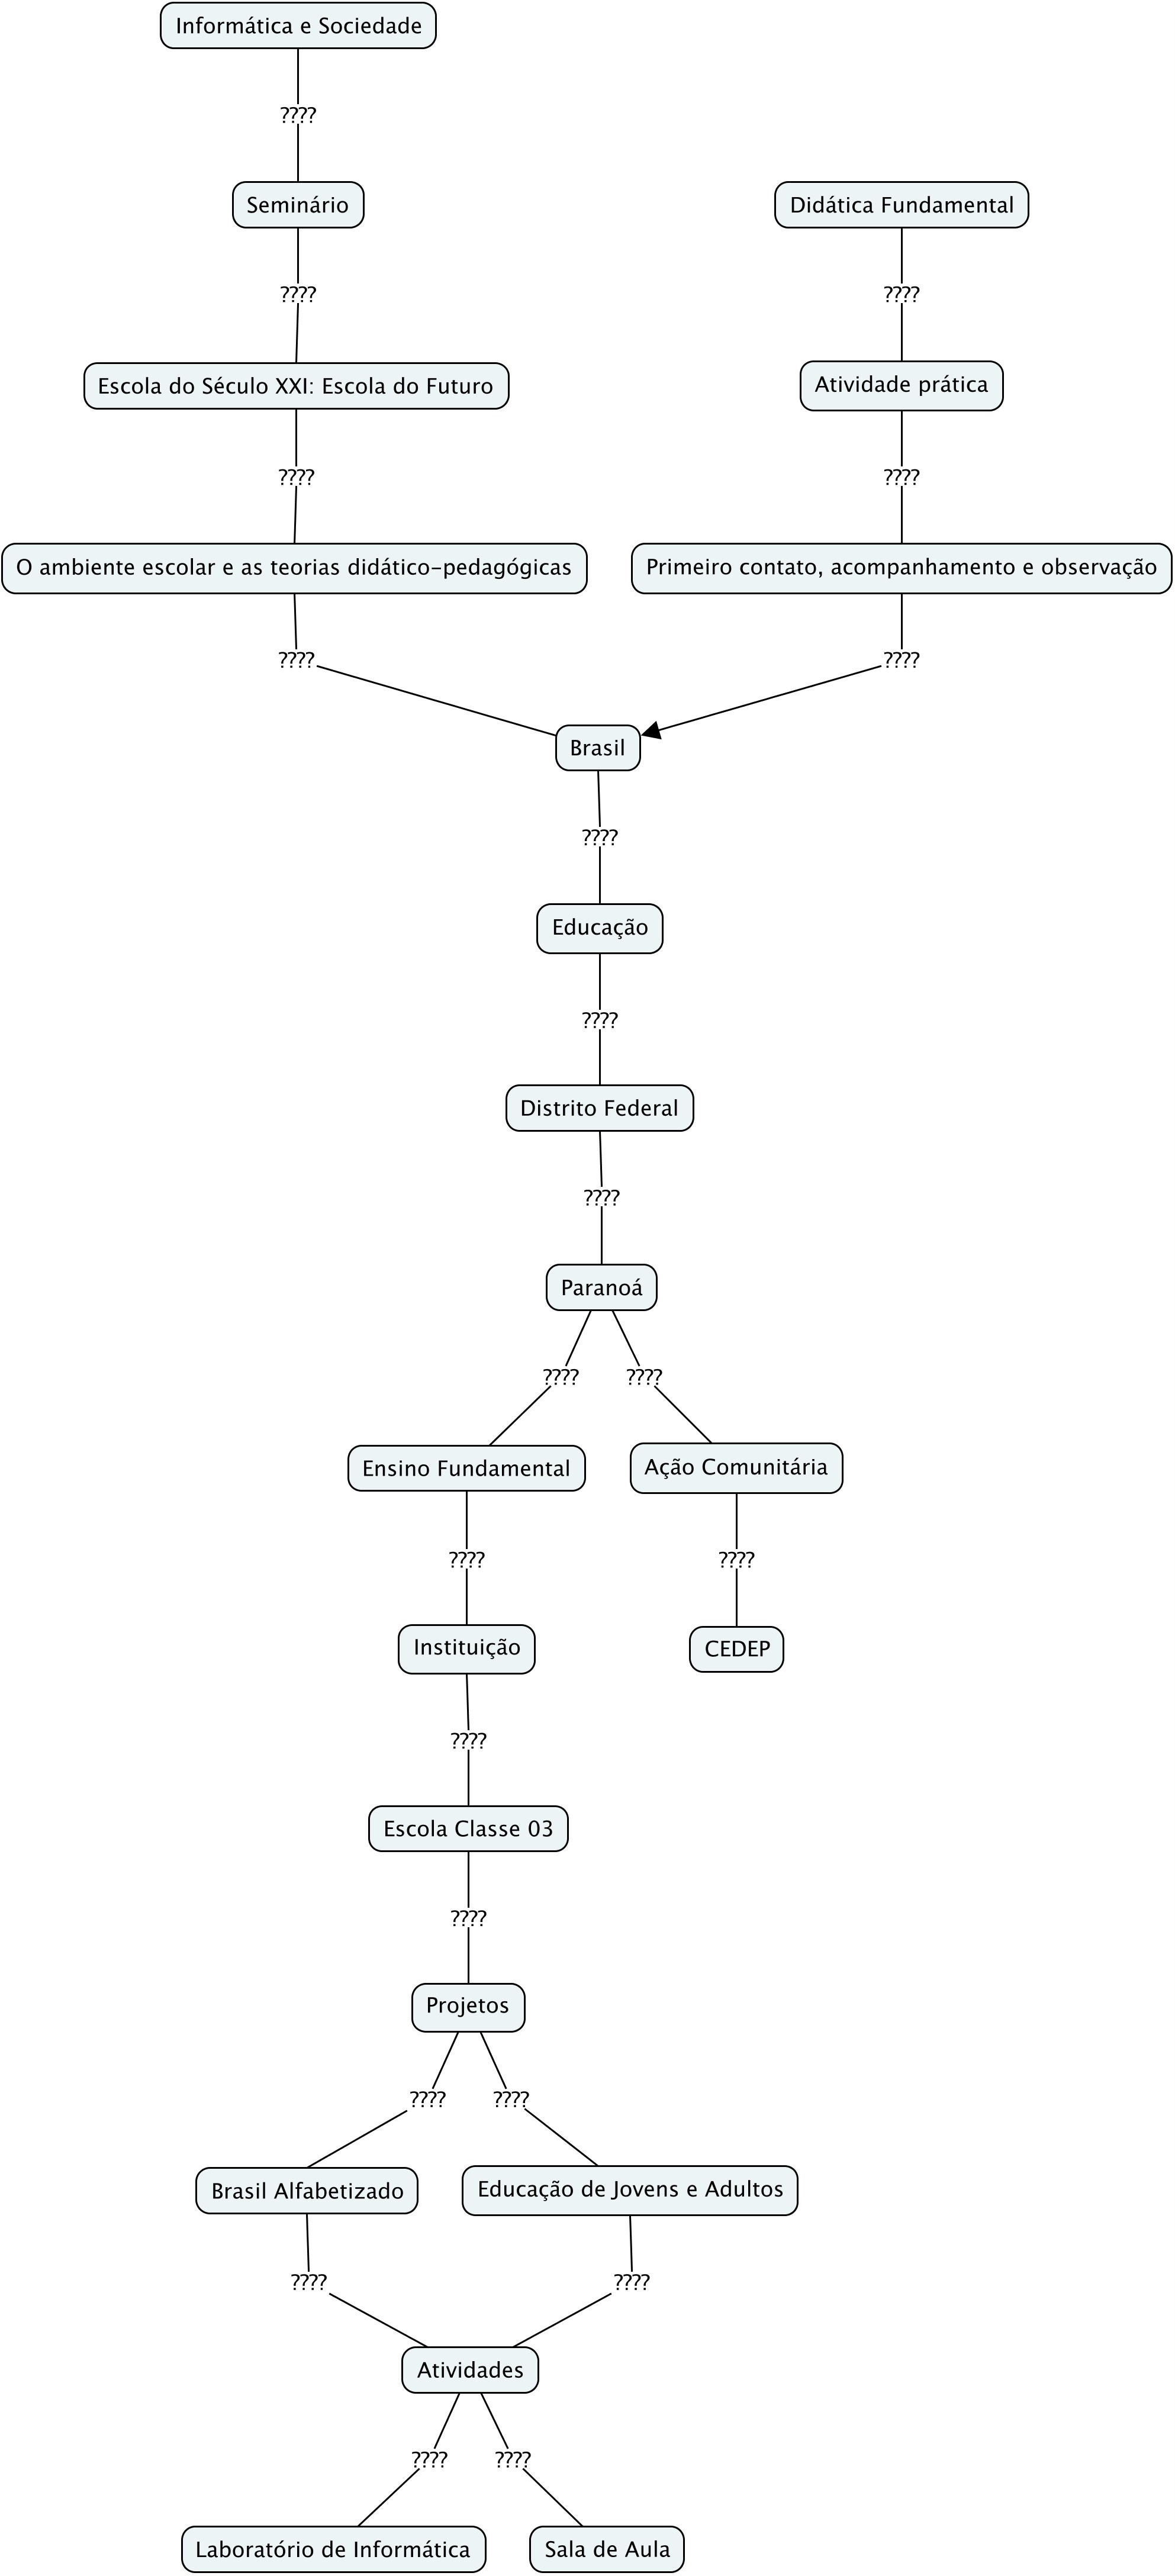 Informática e Sociedade
????
Seminário
Didática Fundamental
????
????
Escola do Século XXI: Escola do Futuro
Atividade prática
????
????
O ambiente escolar e as teorias didático-pedagógicas
Primeiro contato, acompanhamento e observação
????
????
Brasil
????
Educação
????
Distrito Federal
????
Paranoá
????
????
Ensino Fundamental
Ação Comunitária
????
????
Instituição
CEDEP
????
Escola Classe 03
????
Projetos
????
????
Brasil Alfabetizado
Educação de Jovens e Adultos
????
????
Atividades
????
????
Laboratório de Informática
Sala de Aula